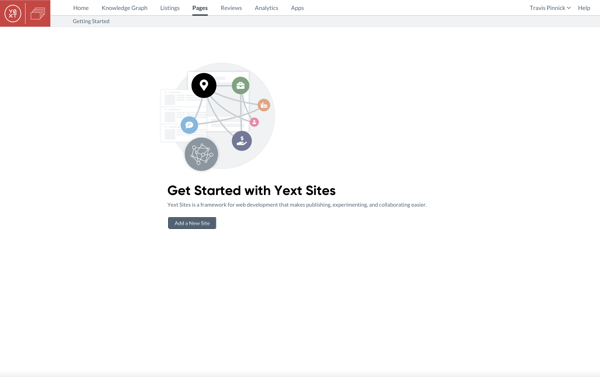 YEXT
Home Knowledge Graph Listings Pages Reviews Analytics Apps Travis Pinnick Help
Getting Started
Get Started with Yext Sites
Yext Sites is a framework for web development that makes publishing, experimenting, and collaborating easier.
Add a New Site